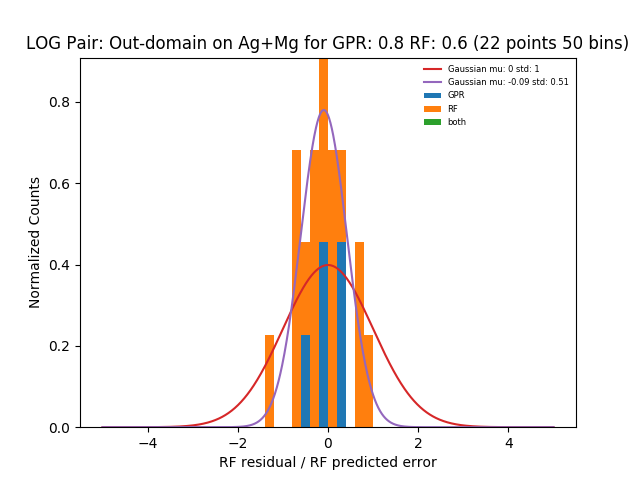 LOG Pair: Out-domain on Ag+Mg for GPR: 0.8 RF: 0.6 (22 points 50 bins)
Gaussian mu: 0 std: 1
Gaussian mu: -0.09 std: 0.51
GPR
RF
both
Normalized Counts
0.8
0.6
0.4
0.2
0.0
−4 −2 0 2 4
RF residual / RF predicted error